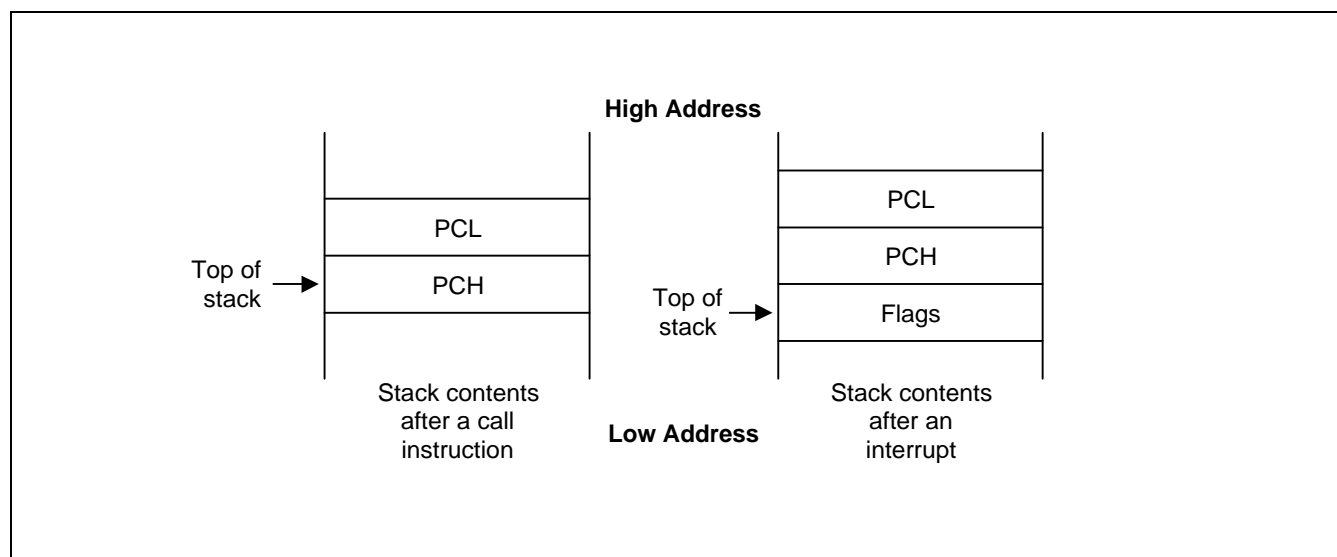 High Address
PCL
PCH
Top of
stack
Stack contents
after a call
instruction
Low Address
PCL
PCH
Flags
Top of
stack
Stack contents
after an
interrupt